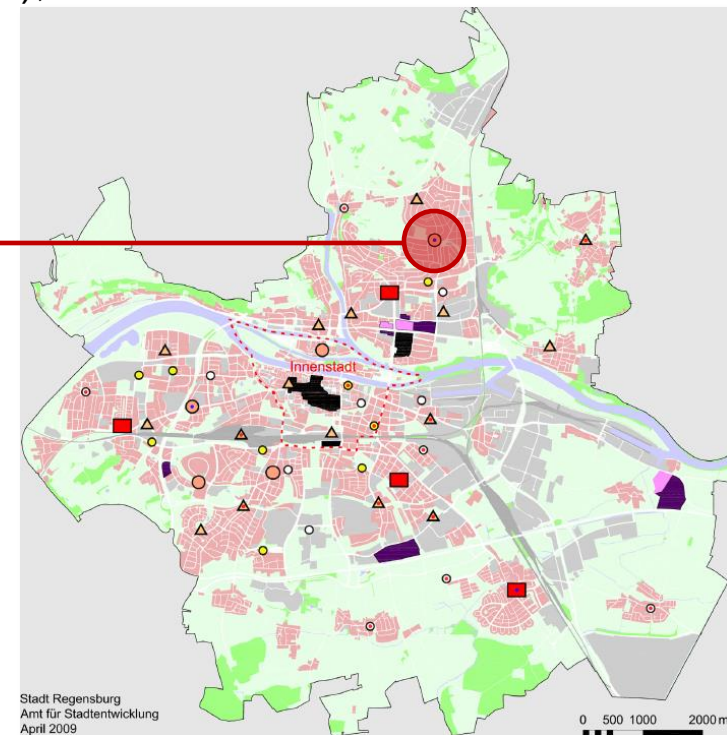 Innenstadt
Stadt Regensburg
Amt für Stadtentwicklung
April 2009
0 500 1000 2000 m